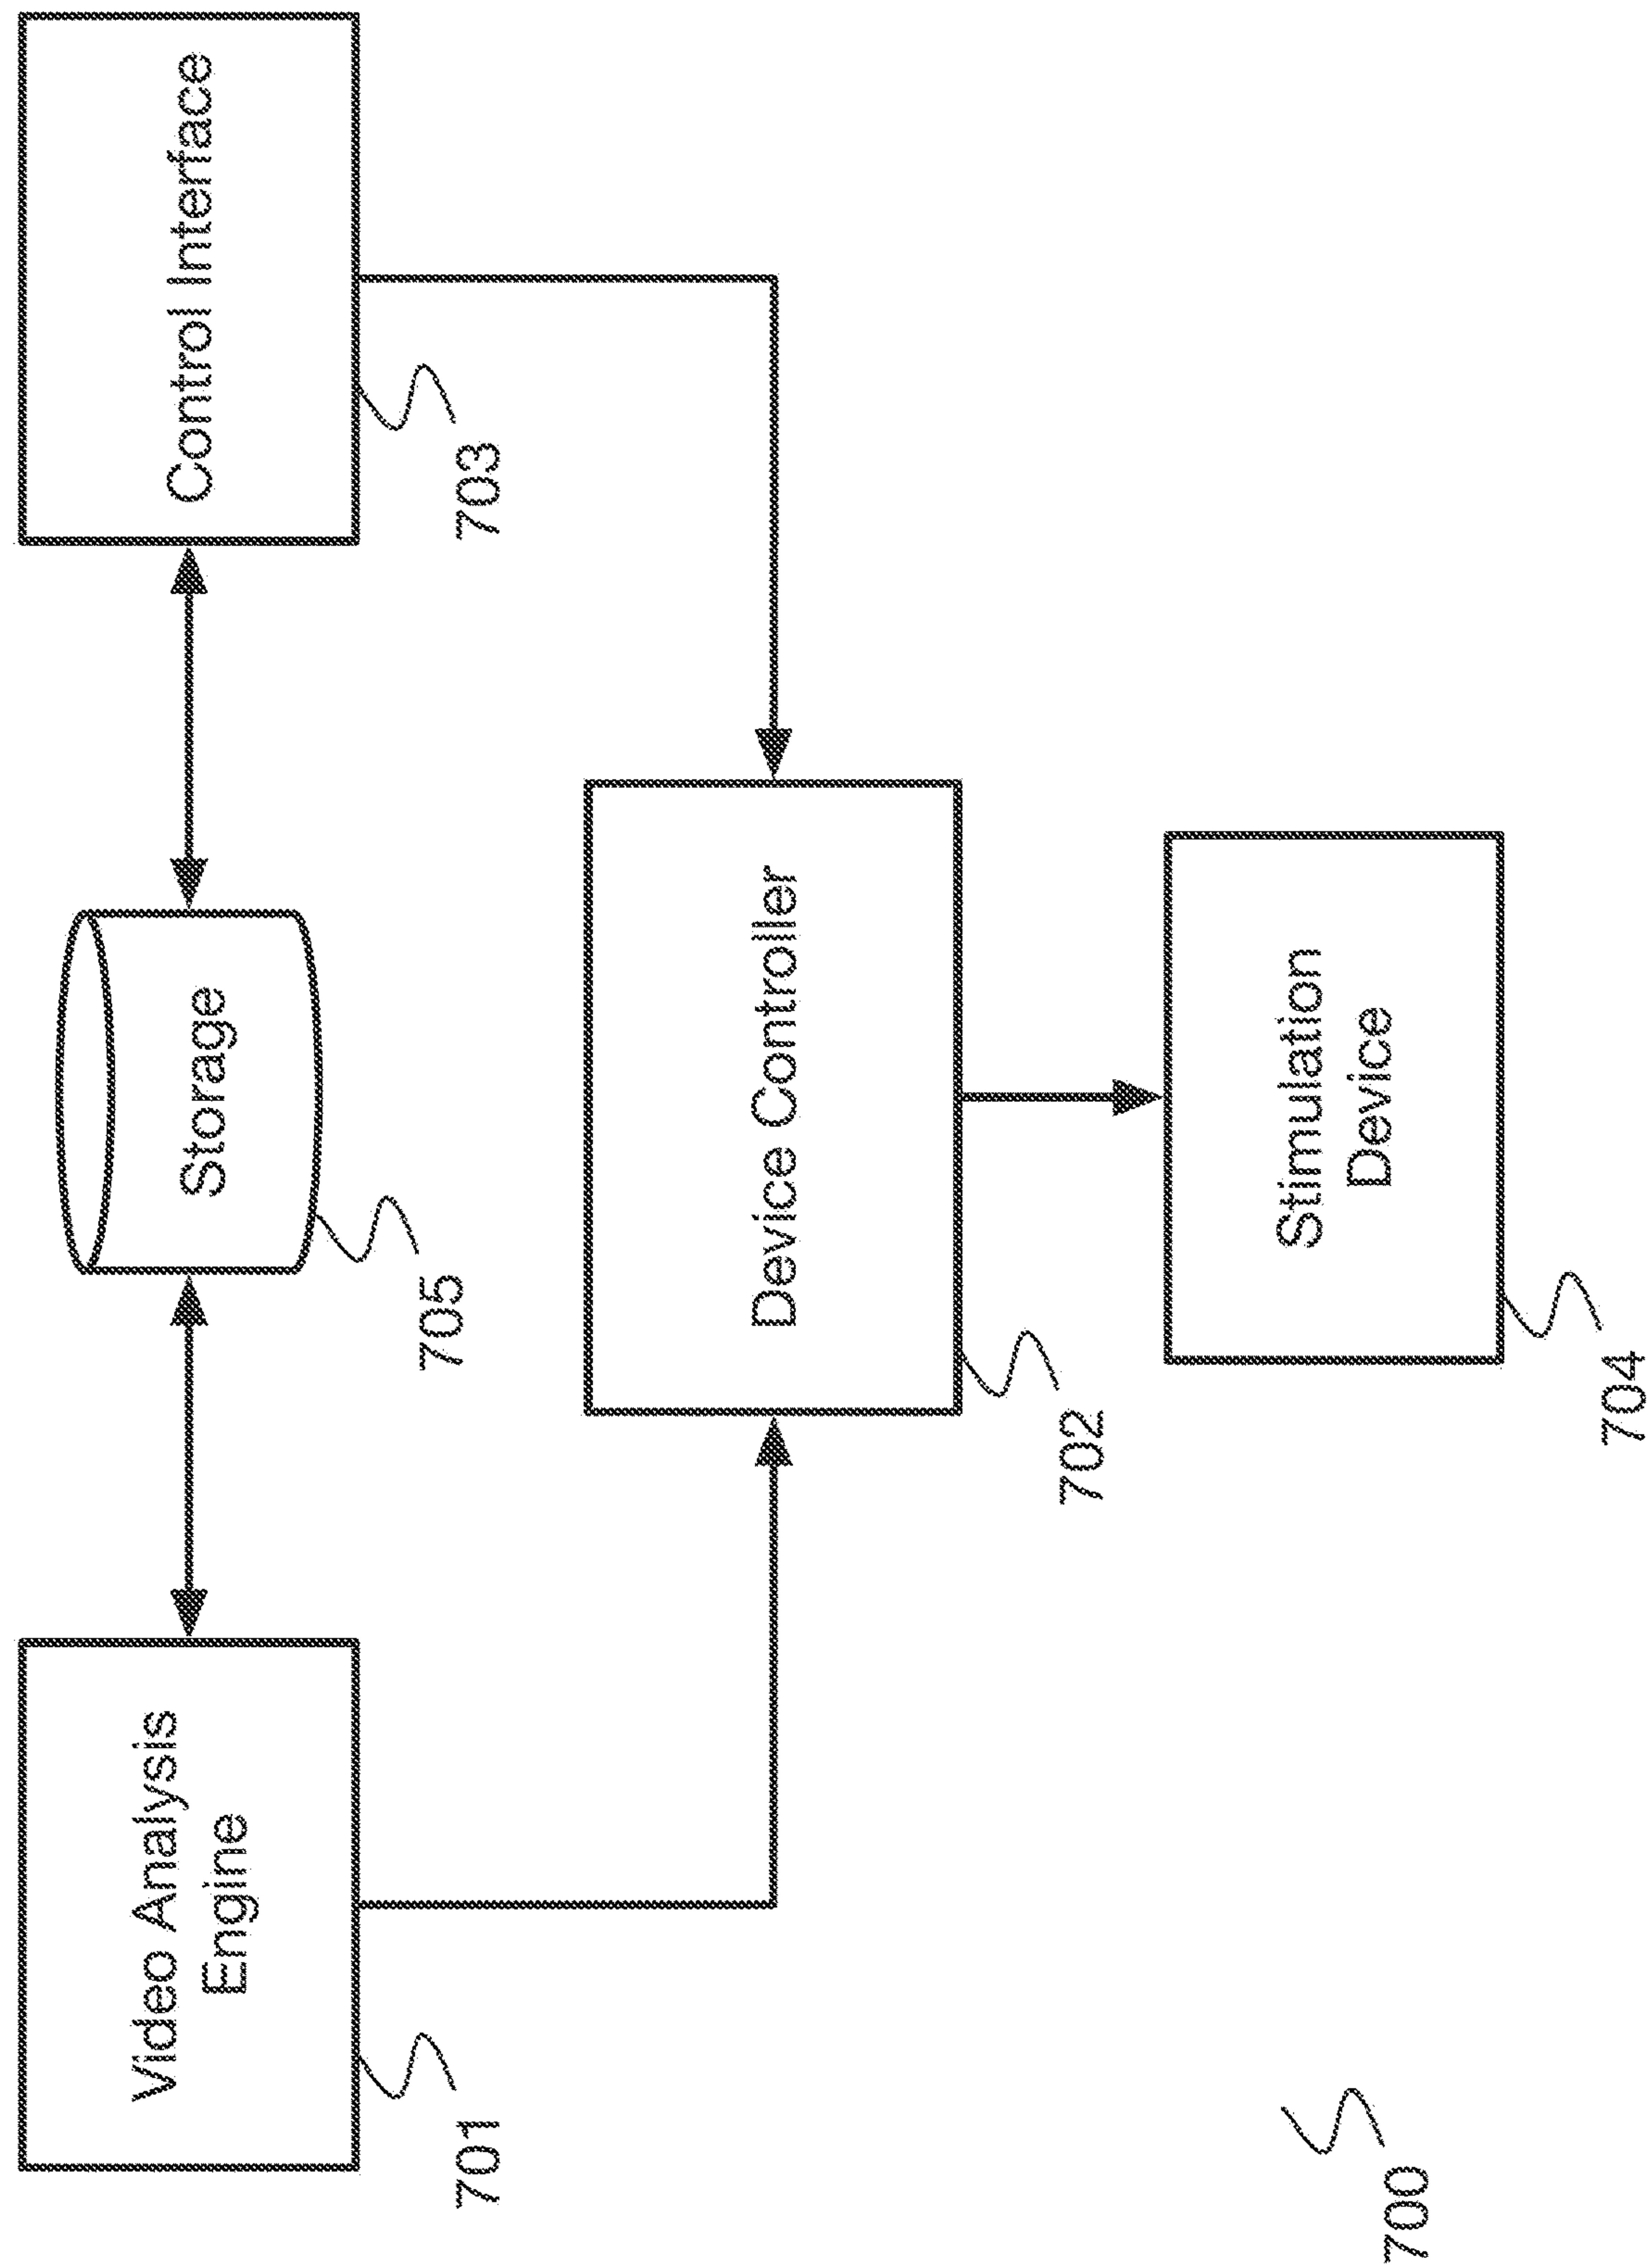 Video Analysis
Engine
701
Storage
705
Control Interface
703
Device Controller
702
Stimulation
Device
704
700